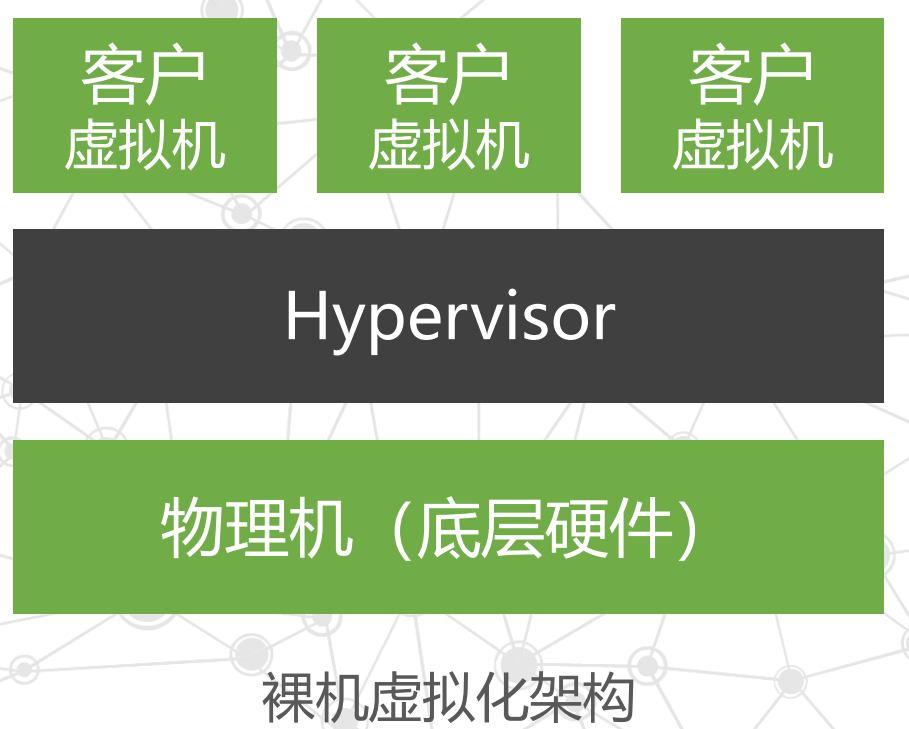 客户 客户 客户
虚拟机 虚拟机 虚拟机
Hypervisor
物理机（底层硬件）
裸机虚拟化架构